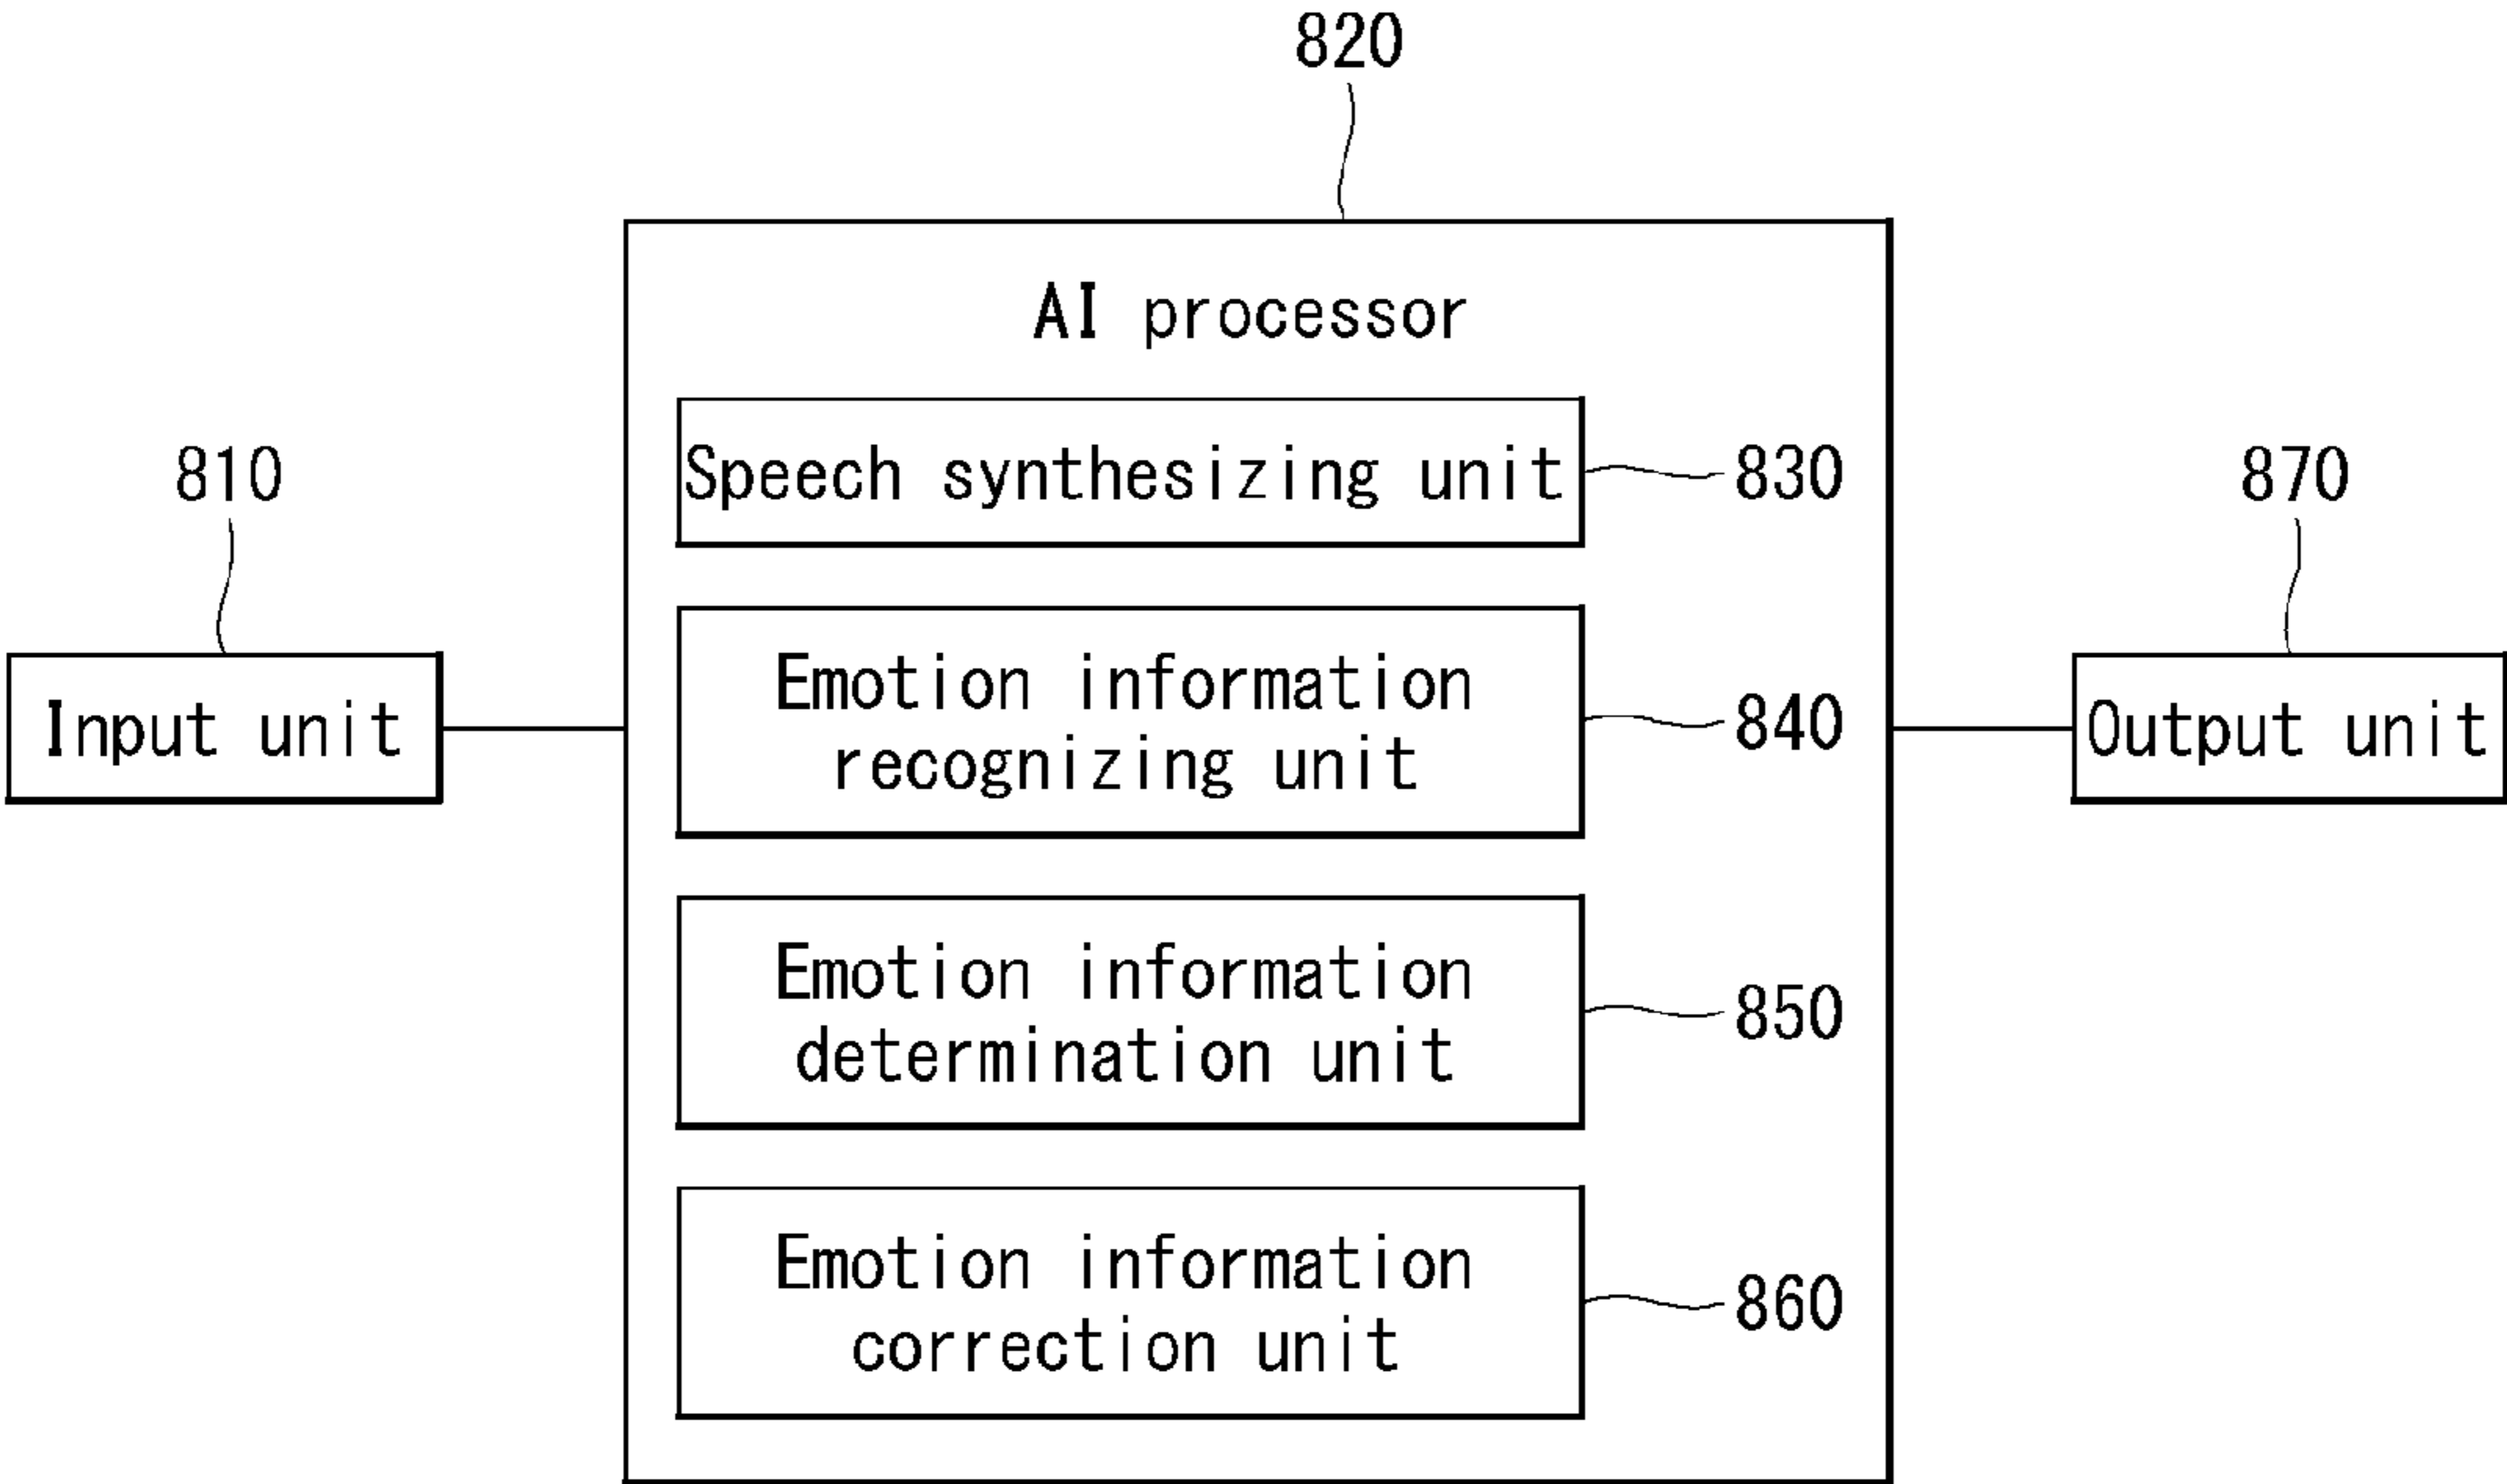 820
AI processor
810
Speech synthesizing unit
830
870
Input unit
Emotion information
recognizing unit
840
Output unit
Emotion information
determination unit
850
Emotion information
correction unit
860